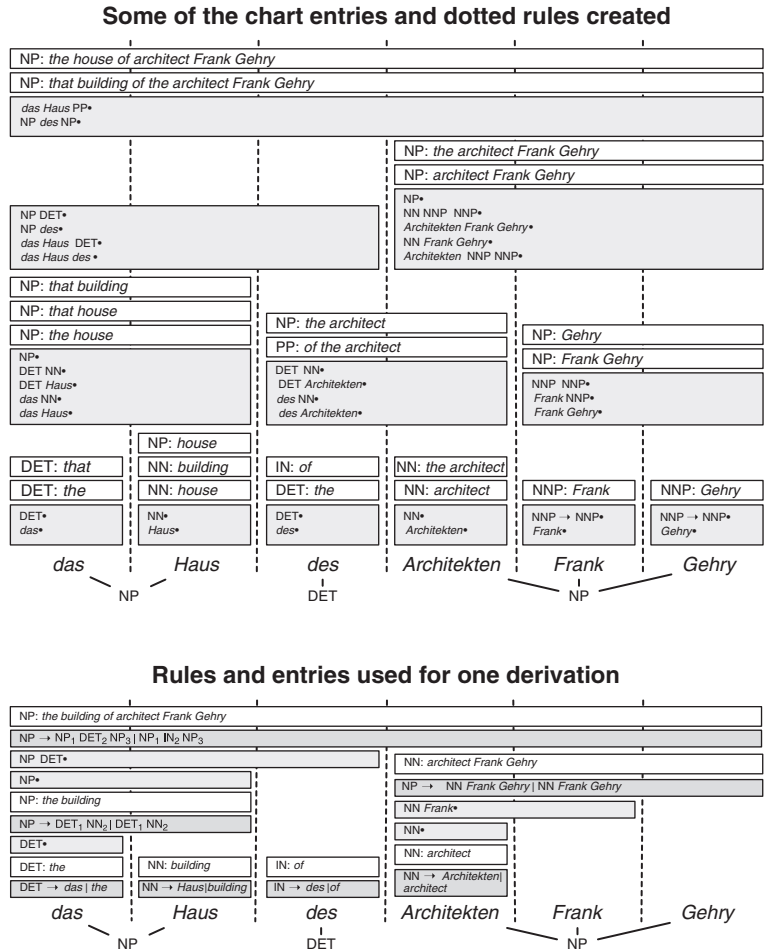 Some of the chart entries and dotted rules created
NP: the house of architect Frank Gehry
NP: that building of the architect Frank Gehry
das Haus PP•
NP des NP•
NP: the architect Frank Gehry
NP: architect Frank Gehry
NP•
NN NNP NNP•
Architekten Frank Gehry•
NN Frank Gehry•
Architekten NNP NNP•
NP DET•
NP des•
das Haus DET•
das Haus des •
NP: that building
NP: that house
NP: the house
NP•
DET NN•
DET Haus•
das NN•
das Haus•
NP: the architect
PP: of the architect
DET NN•
DET Architekten•
des NN•
des Architekten•
NP: Gehry
NP: Frank Gehry
NNP NNP•
Frank NNP•
Frank Gehry•
NP: house
DET: that NN: building IN: of NN: the architect
DET: the NN: house DET: the NN: architect NNP: Frank NNP: Gehry
DET• NN• DET• NN• NNP → NNP• NNP → NNP•
das• Haus• des• Architekten• Frank• Gehry•
das Haus des Architekten Frank Gehry
NP DET NP
Rules and entries used for one derivation
NP: the building of architect Frank Gehry
NP → NP₁ DET₂ NP₃ | NP₁ IN₂ NP₃
NP DET• NN: architect Frank Gehry
NP• NP → NN Frank Gehry | NN Frank Gehry
NP: the building NN Frank•
NP → DET₁ NN₂ | DET₁ NN₂ NN•
DET• NN: architect
DET: the NN: building IN: of
DET → das | the NN → Haus|building IN → des |of NN → Architekten|
architect
das Haus des Architekten Frank Gehry
NP DET NP